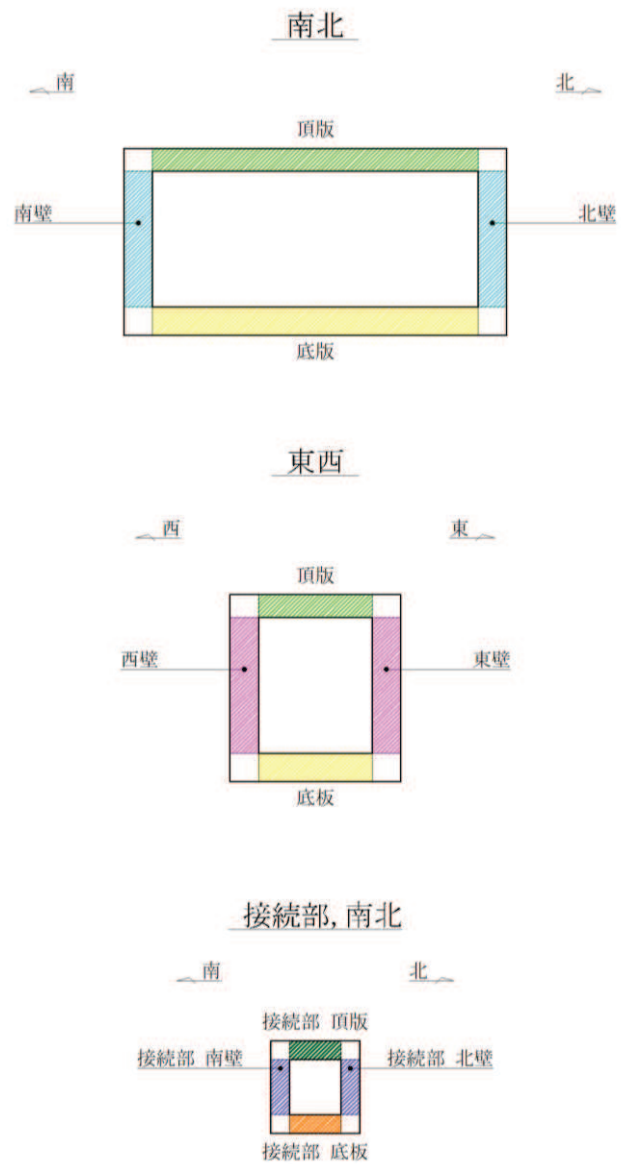 南北
南 北
頂版
南壁 北壁
底版
東西
西 東
頂版
西壁 東壁
底板
接続部,南北
南 北
接続部 頂版
接続部 南壁 接続部 北壁
接続部 底板